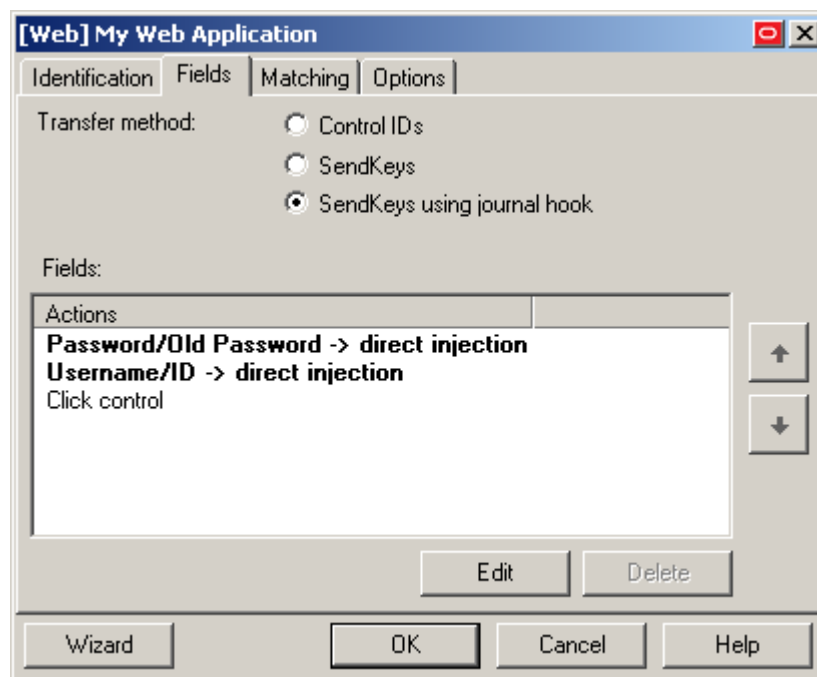 [Web] My Web Application
Identification Fields Matching Options
Transfer method:
Control IDs
SendKeys
SendKeys using journal hook
Fields:
Actions
Password/Old Password -> direct injection
Username/ID -> direct injection
Click control
Edit Delete
Wizard OK Cancel Help